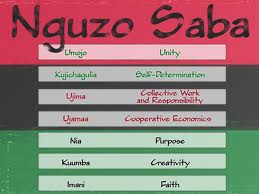 Nguzo Saba
Umojo Unity
Kujichagulia Self-Determination
Ujima Collective Work
and Responsibility
Ujamaa Cooperative Economics
Nia Purpose
Kuumba Creativity
Imani Faith